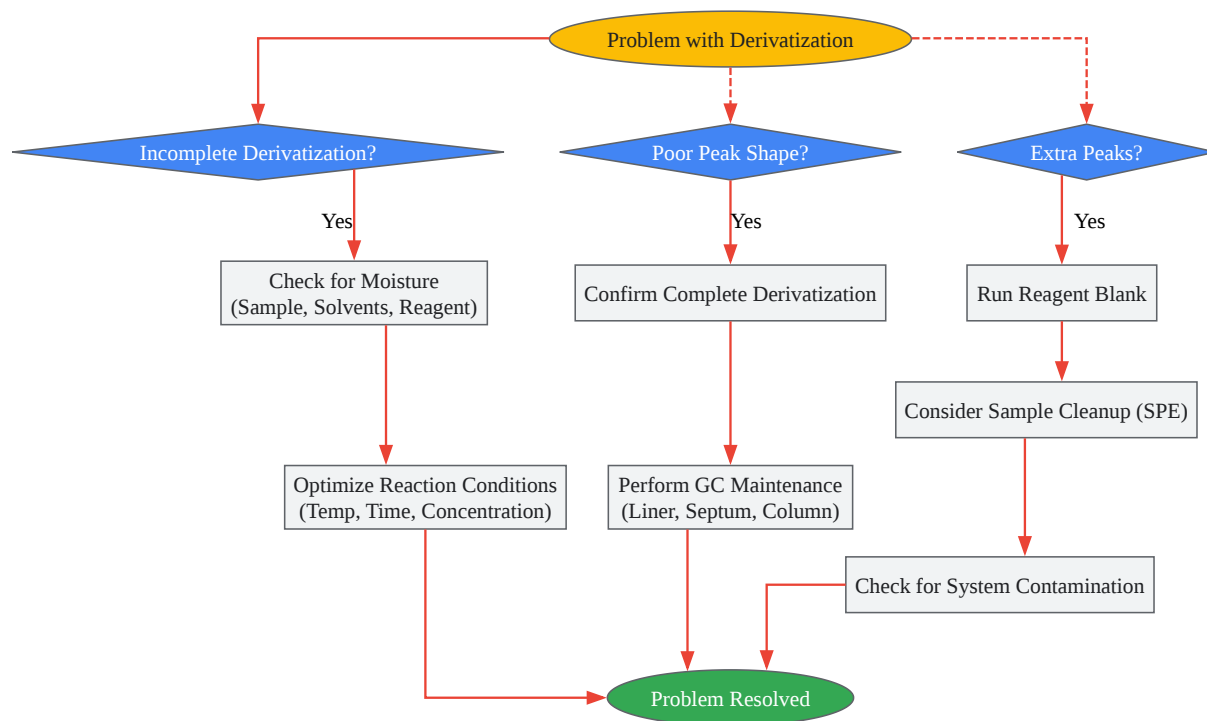 Problem with Derivatization
Incomplete Derivatization?
Poor Peak Shape?
Extra Peaks?
Yes
Yes
Yes
Check for Moisture
(Sample, Solvents, Reagent)
Confirm Complete Derivatization
Run Reagent Blank
Consider Sample Cleanup (SPE)
Optimize Reaction Conditions
(Temp, Time, Concentration)
Perform GC Maintenance
(Liner, Septum, Column)
Check for System Contamination
Problem Resolved